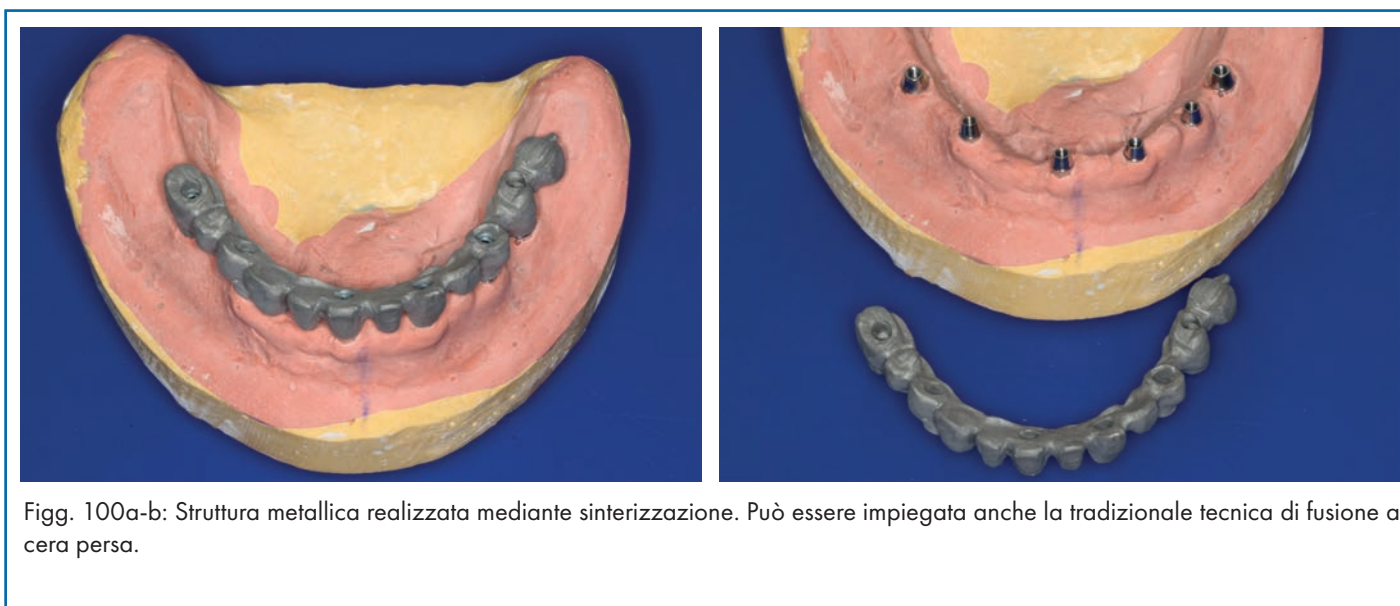 Figg. 100a-b: Struttura metallica realizzata mediante sinterizzazione. Può essere impiegata anche la tradizionale tecnica di fusione a
cera persa.